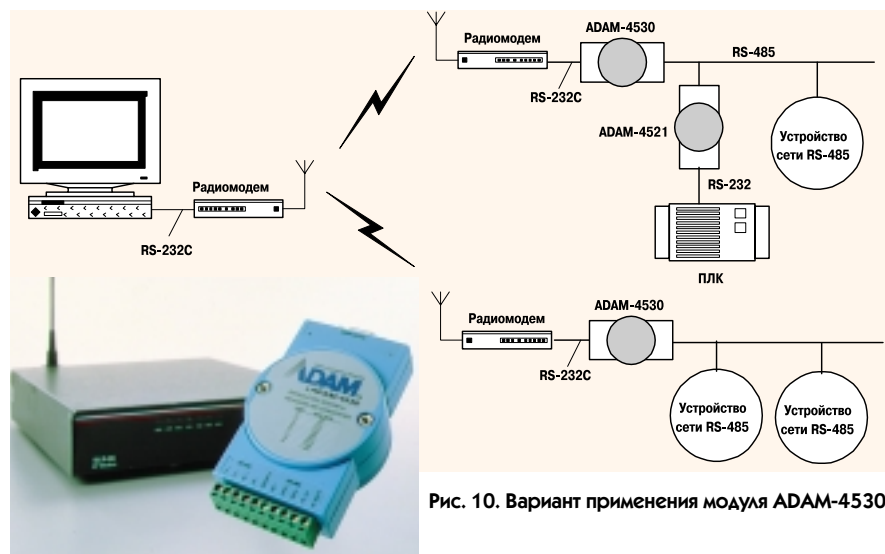 Радиомодем
ADAM-4530
RS-485
RS-232C
ADAM-4521
Устройство
сети RS-485
RS-232
ПЛК
Радиомодем
RS-232C
Радиомодем
ADAM-4530
RS-232C
Устройство
сети RS-485
Устройство
сети RS-485
ADAM
Рис. 10. Вариант применения модуля ADAM-4530